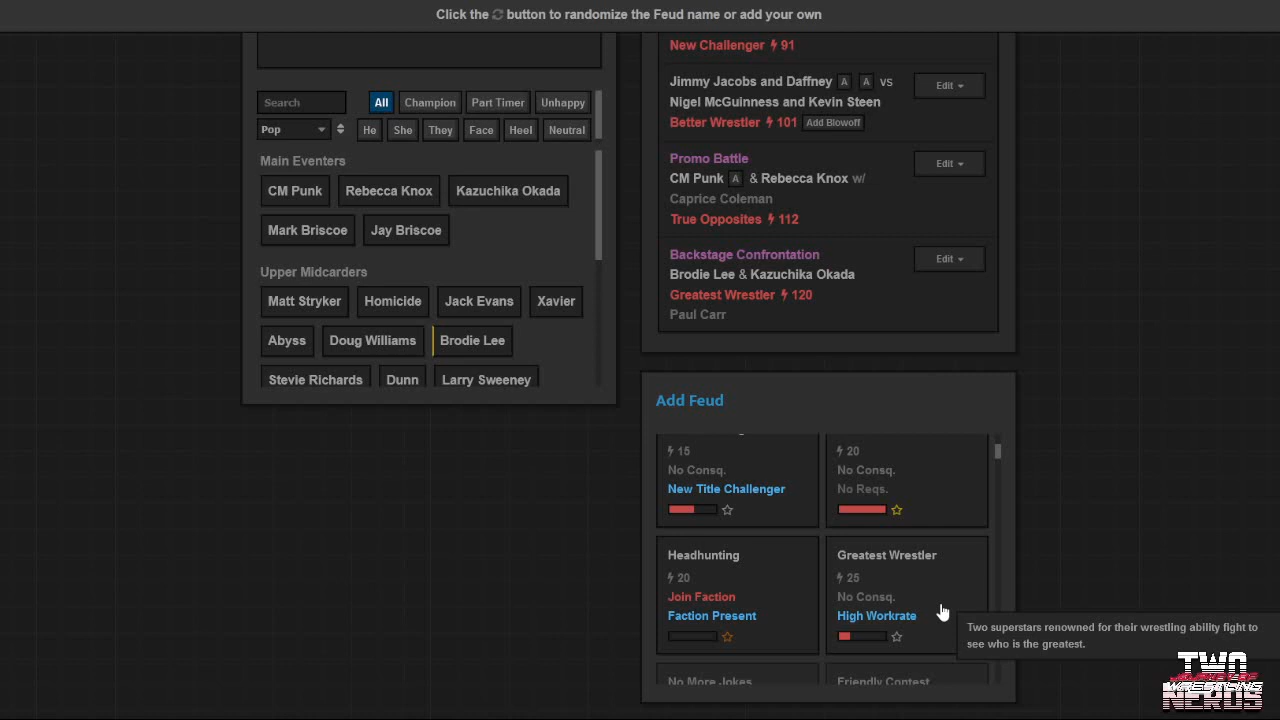 Click the button to randomize the Feud name or add your own
Search
All
Champion
Part Timer
Unhappy
Pop
He
She
They
Face
Heel
Neutral
Main Eventers
CM Punk
Rebecca Knox
Kazuchika Okada
Mark Briscoe
Jay Briscoe
Upper Midcarders
Matt Stryker
Homicide
Jack Evans
Xavier
Abyss
Doug Williams
Brodie Lee
Stevie Richards
Dunn
Larry Sweeney
New Challenger 91
Jimmy Jacobs and Daffney A A vs
Nigel McGuinness and Kevin Steen
Better Wrestler 101 Add Blowoff
Edit
Promo Battle
CM Punk A & Rebecca Knox w/
Caprice Coleman
True Opposites 112
Edit
Backstage Confrontation
Brodie Lee & Kazuchika Okada
Greatest Wrestler 120
Paul Carr
Edit
Add Feud
15
No Consq.
New Title Challenger
20
No Consq.
No Reqs.
Headhunting
20
Join Faction
Faction Present
Greatest Wrestler
25
No Consq.
High Workrate
No More Jokes
Friendly Contest
Two superstars renowned for their wrestling ability fight to
see who is the greatest.
TWO
WRESTLING
NERDS